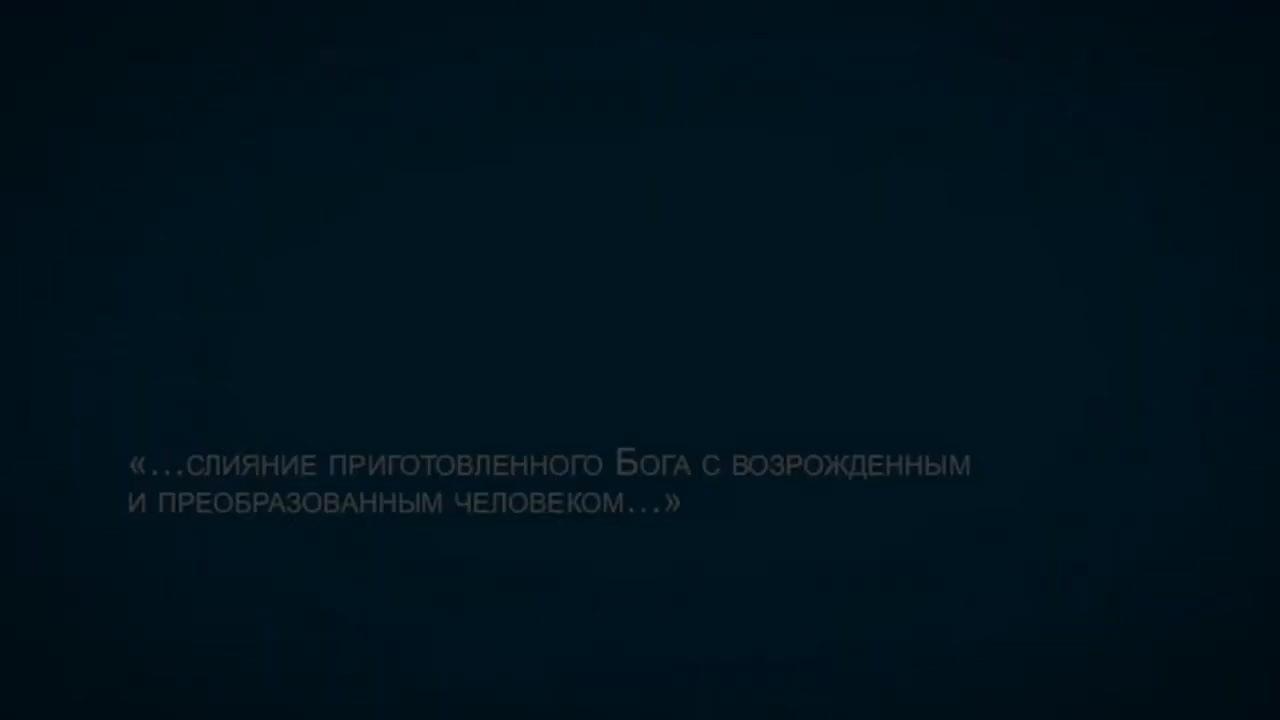 «...слияние приготовленного Бога с возрожденным
и преобразованным человеком...»